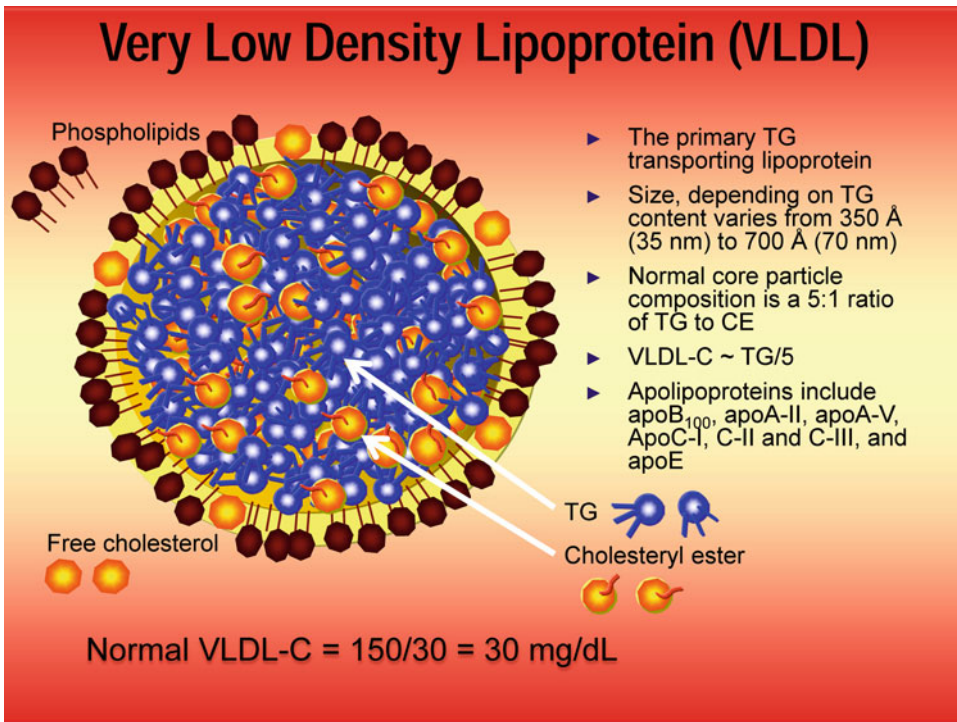 Very Low Density Lipoprotein (VLDL)
Phospholipids
► The primary TG
transporting lipoprotein
► Size, depending on TG
content varies from 350 Å
(35 nm) to 700 Å (70 nm)
► Normal core particle
composition is a 5:1 ratio
of TG to CE
► VLDL-C ~ TG/5
► Apolipoproteins include
apoB100, apoA-II, apoA-V,
ApoC-I, C-II and C-III, and
apoE
TG
Cholesteryl ester
Free cholesterol
Normal VLDL-C = 150/30 = 30 mg/dL